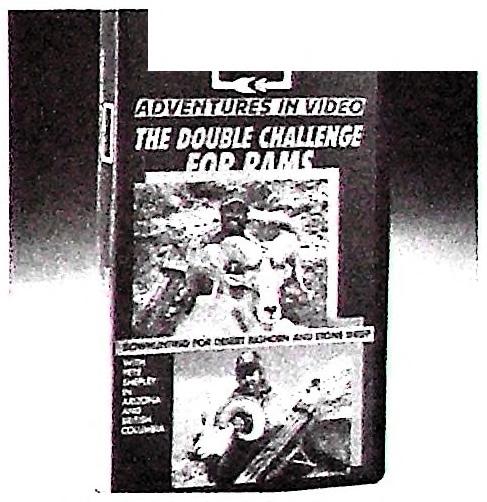 ADVENTURES IN VIDEO
THE DOUBLE CHALLENGE
FOR RAMS
BOWHUNTING FOR DESERT BIGHORN AND STONE SHEEP
WITH
PETE
SHEPLEY
IN
ARIZONA
AND
BRITISH
COLUMBIA